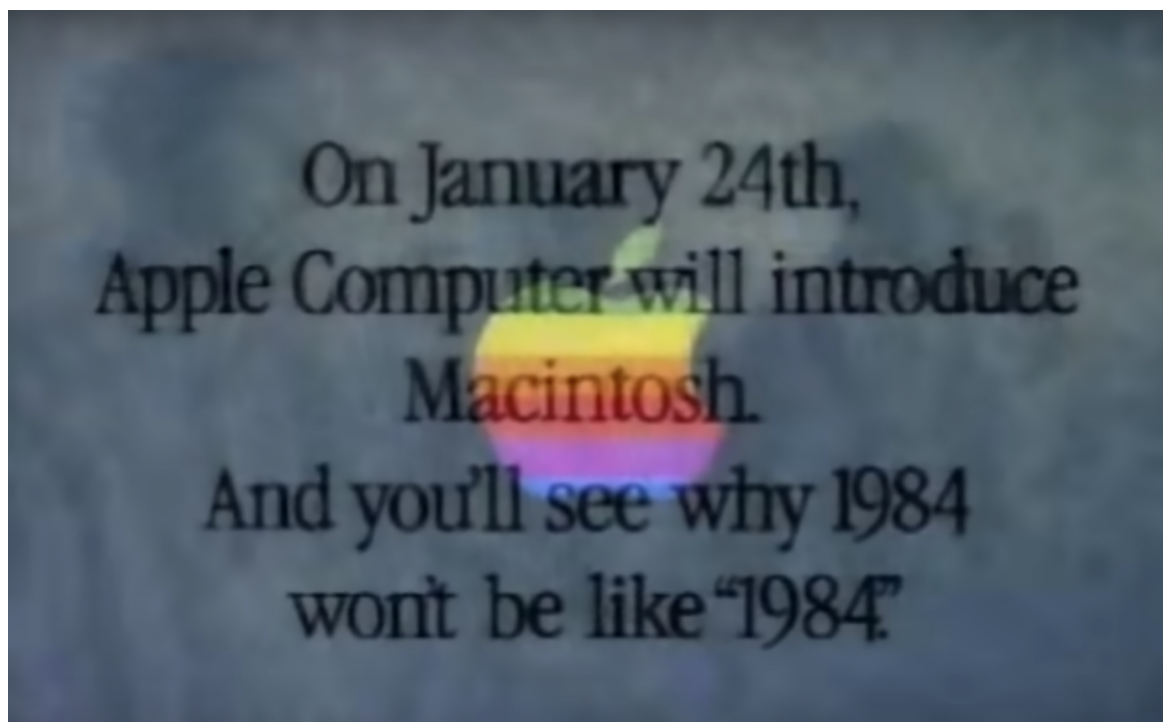 On January 24th,
Apple Computer will introduce
Macintosh.
And you'll see why 1984
won't be like “1984.”